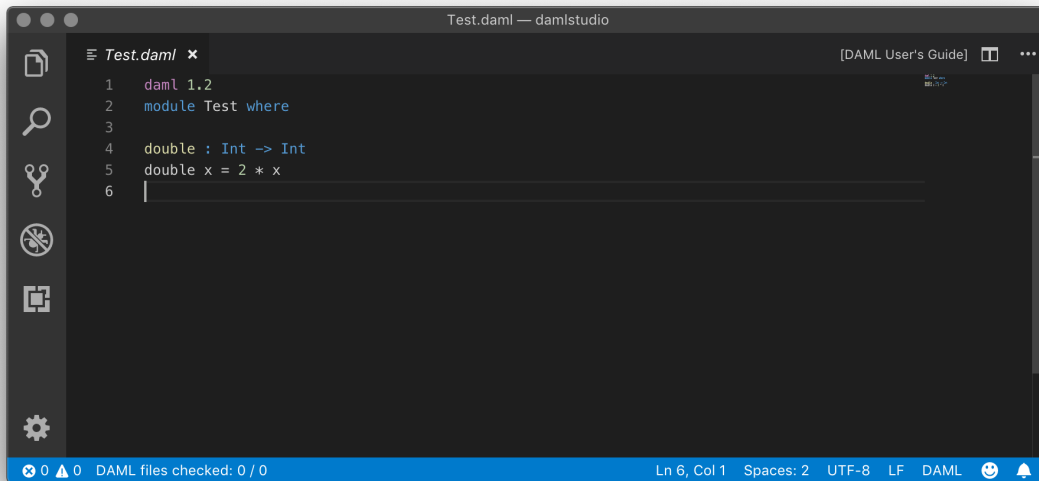 Test.daml — damlstudio
Test.daml × [DAML User's Guide] ...
1 daml 1.2
2 module Test where
3
4 double : Int -> Int
5 double x = 2 * x
6
0 0 DAML files checked: 0 / 0 Ln 6, Col 1 Spaces: 2 UTF-8 LF DAML